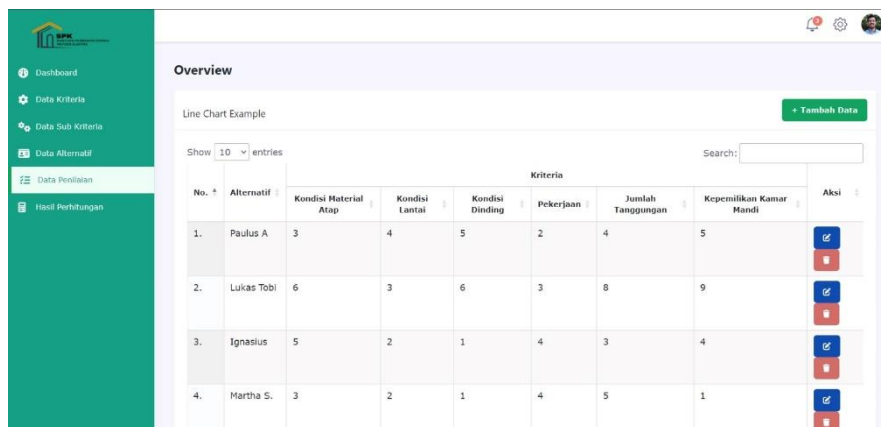 SPK
3
Dashboard
Data Kriteria
Data Sub Kriteria
Data Alternatif
Data Penilaian
Hasil Perhitungan
Overview
Line Chart Example
+ Tambah Data
Show 10 entries
Search:
Kriteria
No. Alternatif Kondisi Material Atap Kondisi Lantai Kondisi Dinding Pekerjaan Jumlah Tanggungan Kepemilikan Kamar Mandi Aksi
1. Paulus A 3 4 5 2 4 5
2. Lukas Tobi 6 3 6 3 8 9
3. Ignasius 5 2 1 4 3 4
4. Martha S. 3 2 1 4 5 1